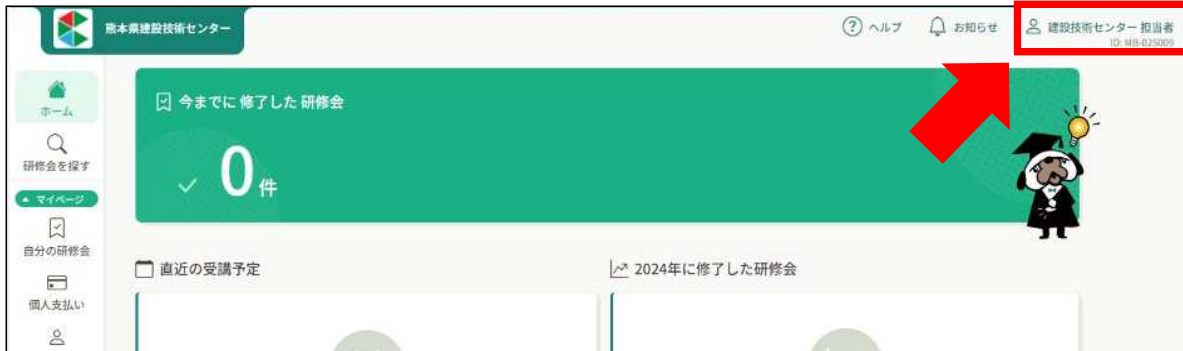 熊本県建設技術センター
ヘルプ
お知らせ
建設技術センター 担当者
ID: MB-025009
ホーム
研修会を探す
マイページ
自分の研修会
個人支払い
今までに 修了した 研修会
0件
直近の受講予定
2024年に修了した研修会